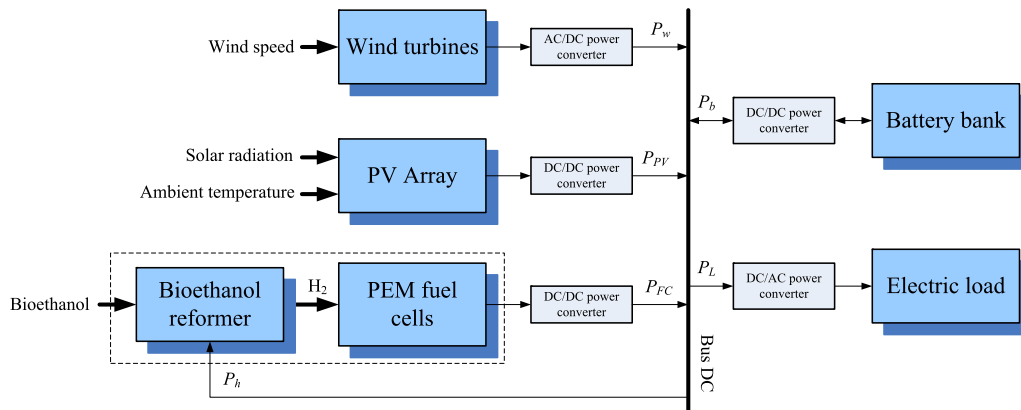 Wind speed
Wind turbines
AC/DC power
converter
P_w
Solar radiation
Ambient temperature
PV Array
DC/DC power
converter
P_PV
Bioethanol
Bioethanol
reformer
H₂
PEM fuel
cells
DC/DC power
converter
P_FC
P_h
Bus DC
P_b
DC/DC power
converter
Battery bank
P_L
DC/AC power
converter
Electric load